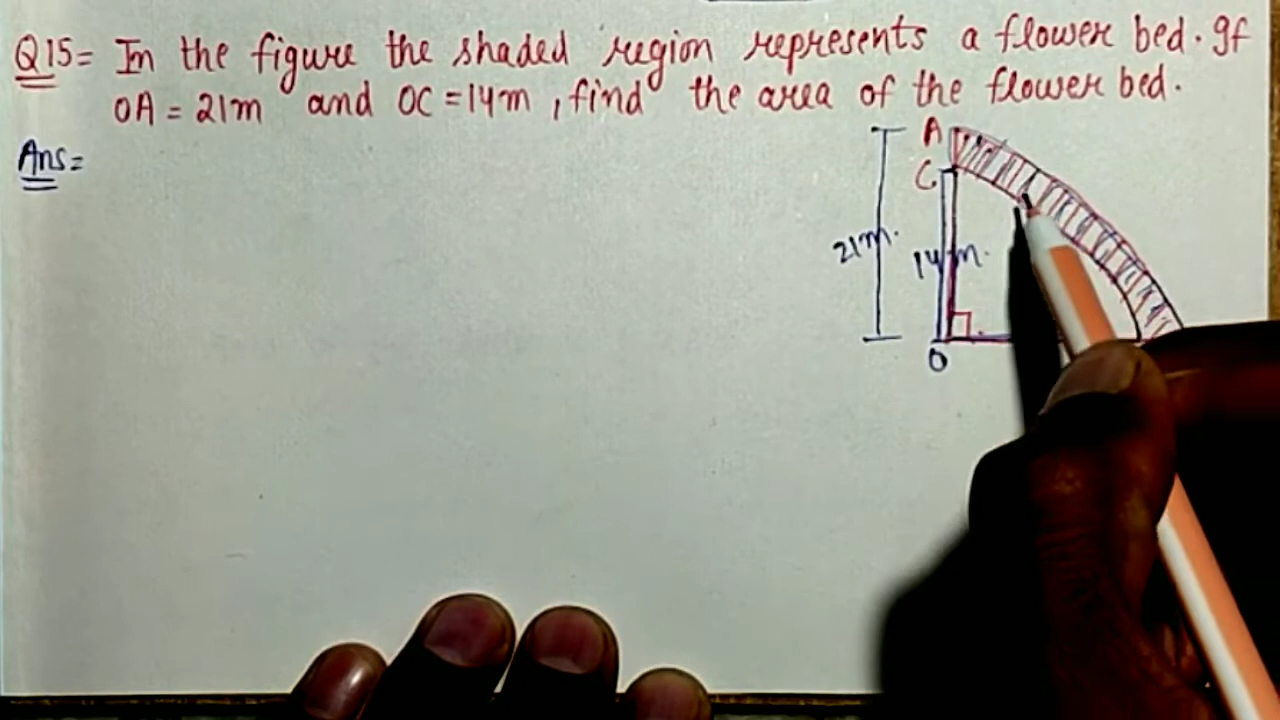 Q15= In the figure the shaded region represents a flower bed. If
OA = 21m and OC = 14m, find the area of the flower bed.
Ans=
A
C
21m.
14m.
O